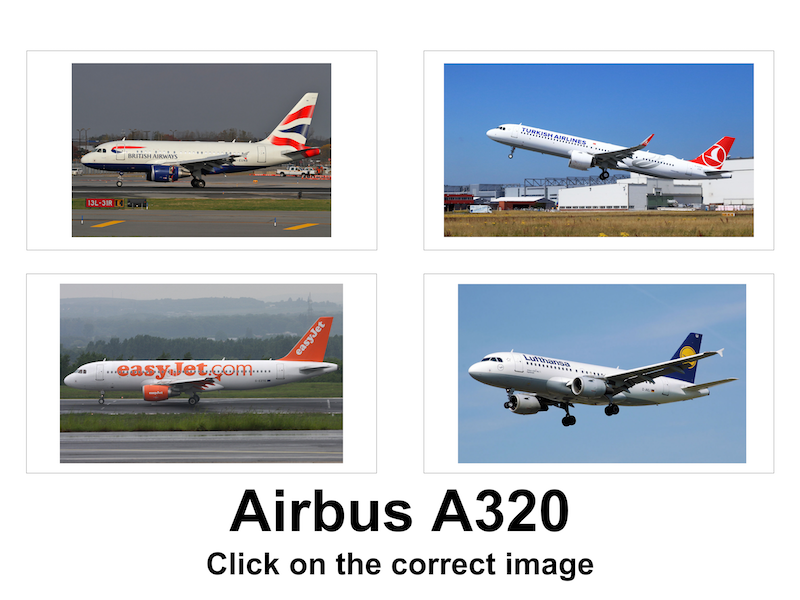 BRITISH AIRWAYS
13L-31R
TURKISH AIRLINES
easyJet
easyJet.com
Lufthansa
Airbus A320
Click on the correct image